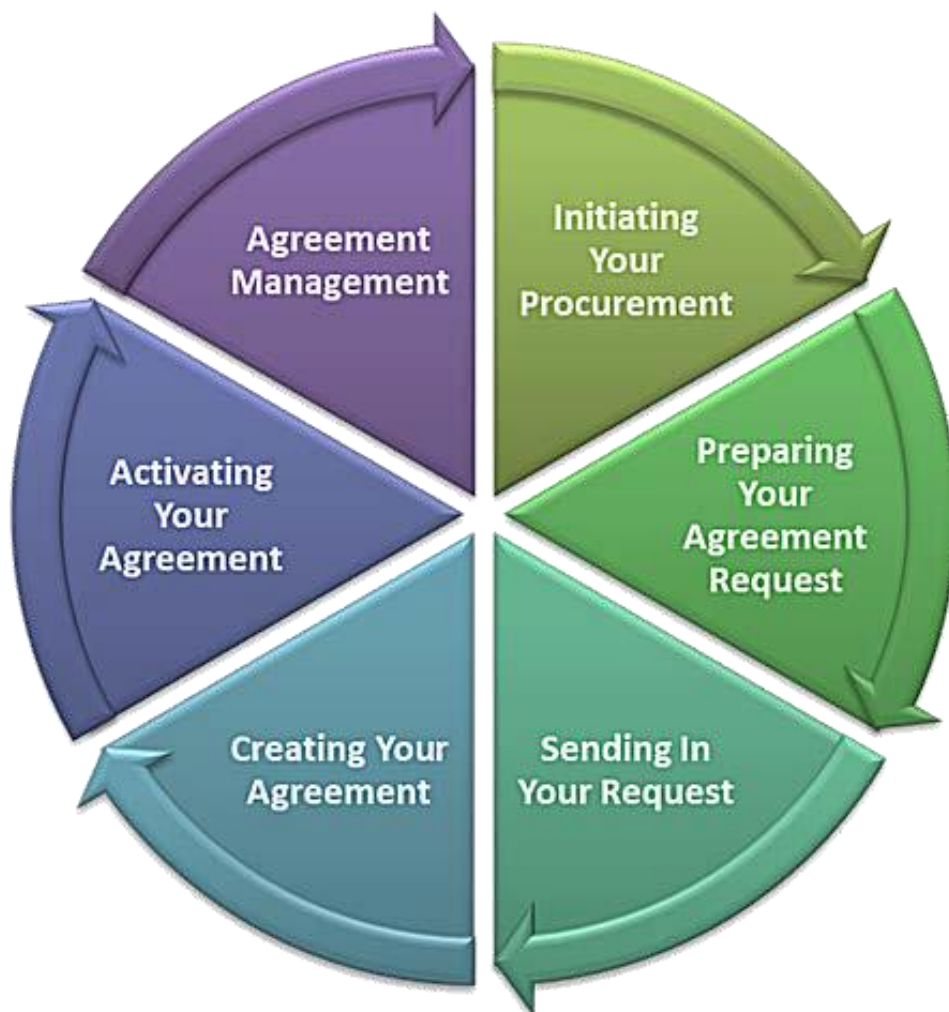 Initiating
Your
Procurement
Preparing
Your
Agreement
Request
Sending In
Your Request
Creating Your
Agreement
Activating
Your
Agreement
Agreement
Management